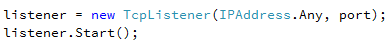 listener = new TcpListener(IPAddress.Any, port);
listener.Start();